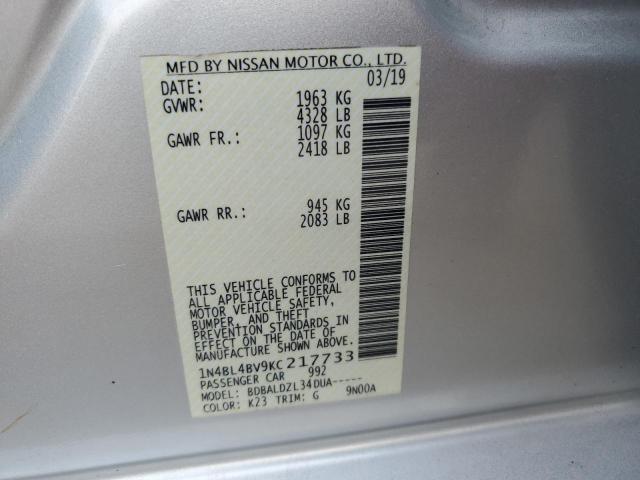 MFD BY NISSAN MOTOR CO., LTD.
DATE: 03/19
GVWR: 1963 KG
4328 LB
GAWR FR.: 1097 KG
2418 LB
GAWR RR.: 945 KG
2083 LB
THIS VEHICLE CONFORMS TO
ALL APPLICABLE FEDERAL
MOTOR VEHICLE SAFETY,
BUMPER, AND THEFT
PREVENTION STANDARDS IN
EFFECT ON THE DATE OF
MANUFACTURE SHOWN ABOVE.
1N4BL4BV9KC217733
PASSENGER CAR 992
MODEL: BDBALDZL34DUA-----
COLOR: K23 TRIM: G 9N00A